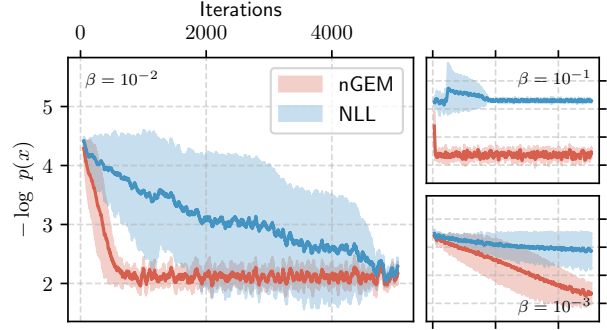 Iterations
0 2000 4000
β = 10⁻²
nGEM
NLL
− log p(x)
5
4
3
2
β = 10⁻¹
β = 10⁻³